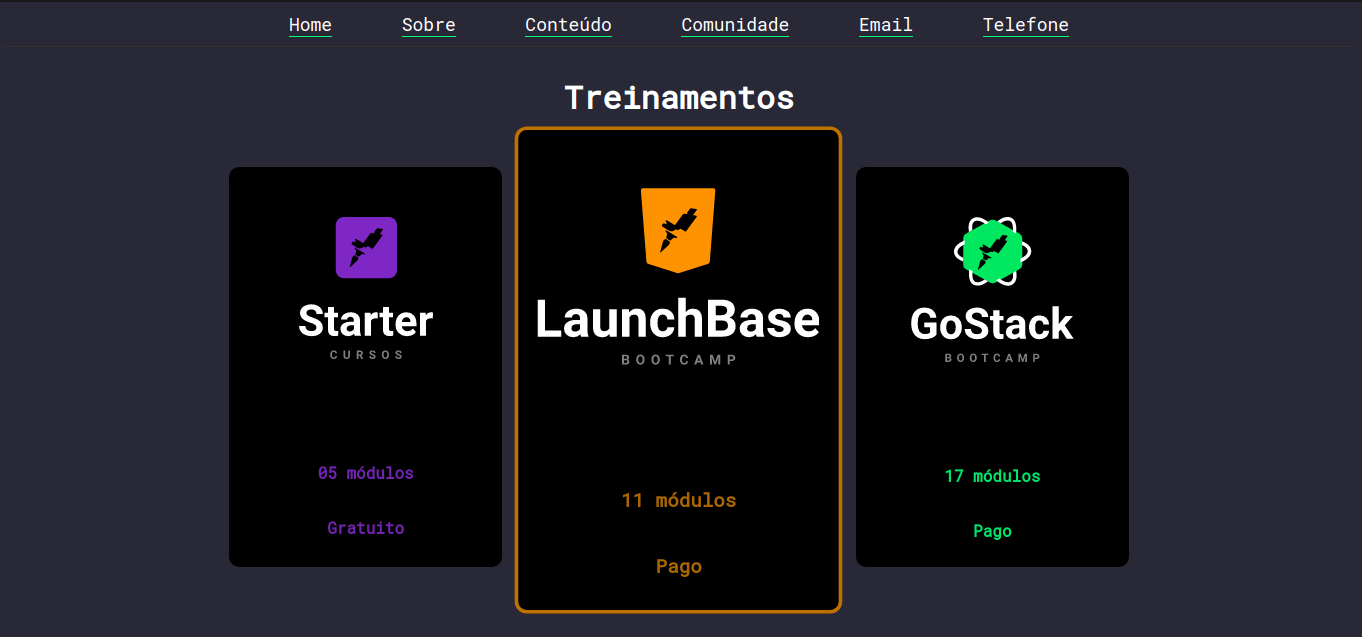 Home Sobre Conteúdo Comunidade Email Telefone
Treinamentos
Starter
CURSOS
05 módulos
Gratuito
LaunchBase
BOOTCAMP
11 módulos
Pago
GoStack
BOOTCAMP
17 módulos
Pago